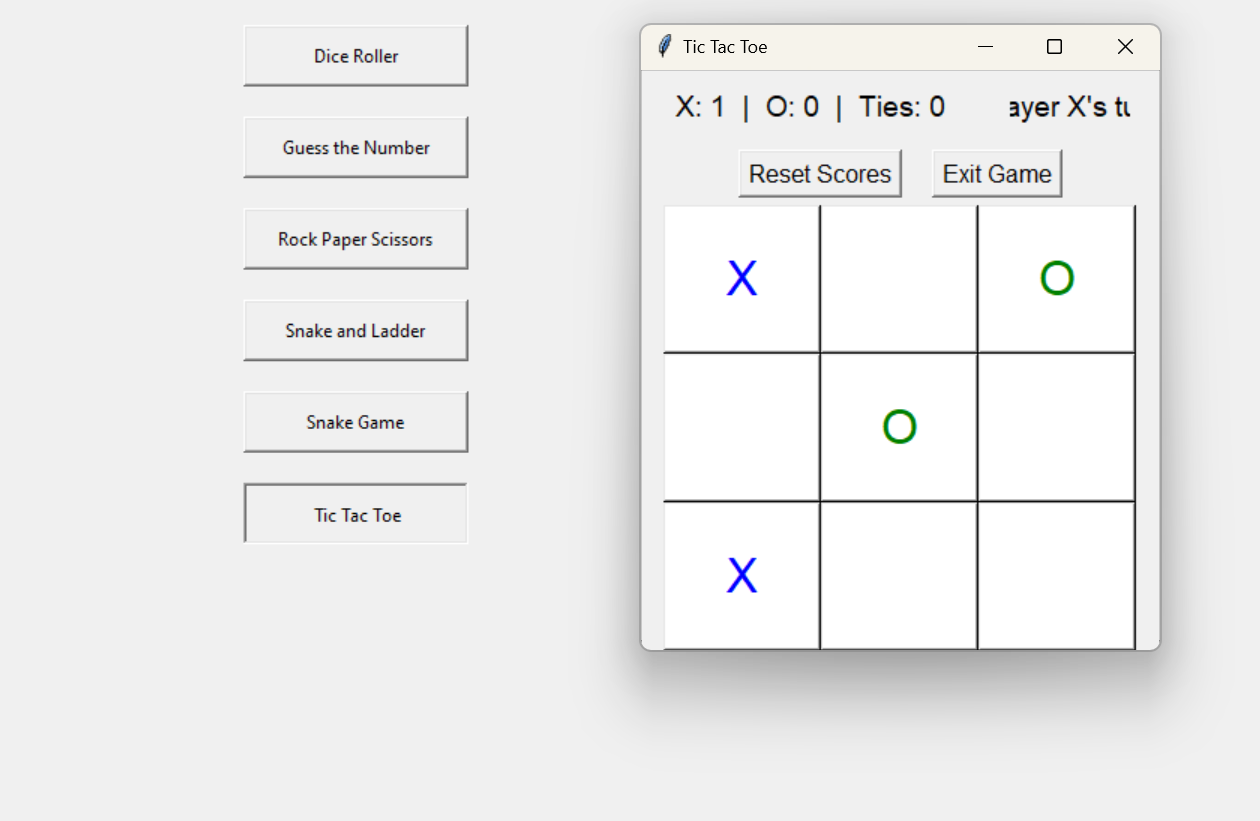 Dice Roller
Guess the Number
Rock Paper Scissors
Snake and Ladder
Snake Game
Tic Tac Toe
Tic Tac Toe
X: 1 | O: 0 | Ties: 0 ayer X's tu
Reset Scores Exit Game
X O
O
X